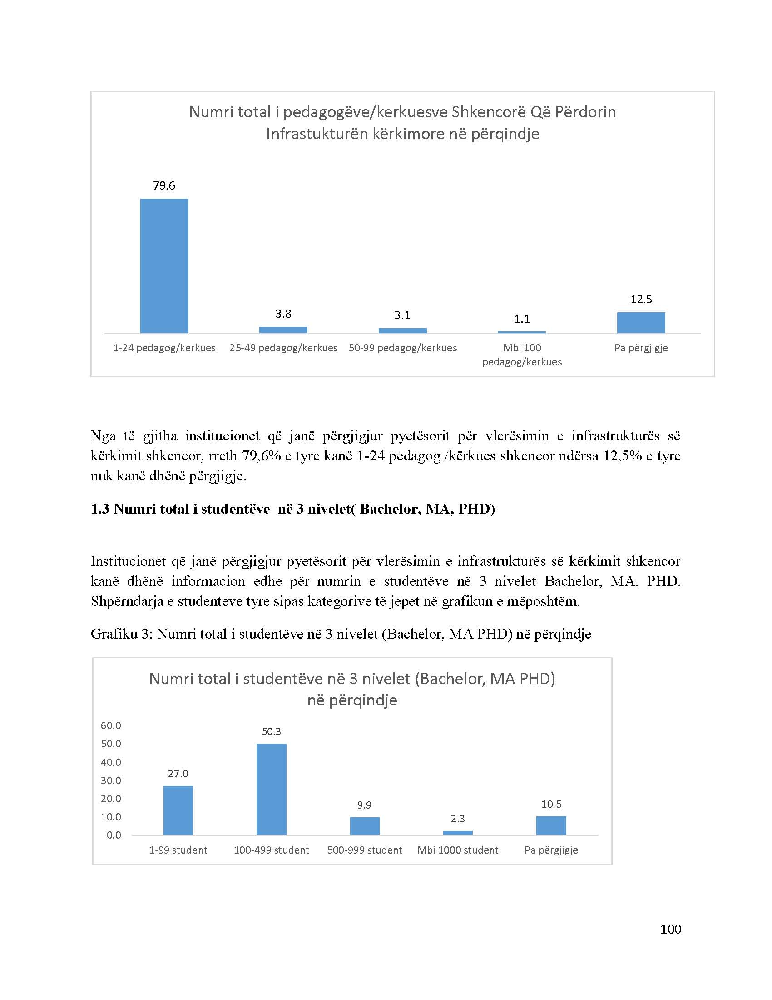 Numri total i pedagogëve/kerkuesve Shkencorë Që Përdorin
Infrastukturën kërkimore në përqindje
79.6
3.8
3.1
1.1
12.5
1-24 pedagog/kerkues
25-49 pedagog/kerkues
50-99 pedagog/kerkues
Mbi 100
pedagog/kerkues
Pa përgjigje
Nga të gjitha institucionet që janë përgjigjur pyetësorit për vlerësimin e infrastrukturës së
kërkimit shkencor, rreth 79,6% e tyre kanë 1-24 pedagog /kërkues shkencor ndërsa 12,5% e tyre
nuk kanë dhënë përgjigje.
1.3 Numri total i studentëve  në 3 nivelet( Bachelor, MA, PHD)
Institucionet që janë përgjigjur pyetësorit për vlerësimin e infrastrukturës së kërkimit shkencor
kanë dhënë informacion edhe për numrin e studentëve në 3 nivelet Bachelor, MA, PHD.
Shpërndarja e studenteve tyre sipas kategorive të jepet në grafikun e mëposhtëm.
Grafiku 3: Numri total i studentëve në 3 nivelet (Bachelor, MA PHD) në përqindje
Numri total i studentëve në 3 nivelet (Bachelor, MA PHD)
në përqindje
60.0
50.0
40.0
30.0
20.0
10.0
0.0
27.0
50.3
9.9
2.3
10.5
1-99 student
100-499 student
500-999 student
Mbi 1000 student
Pa përgjigje
100